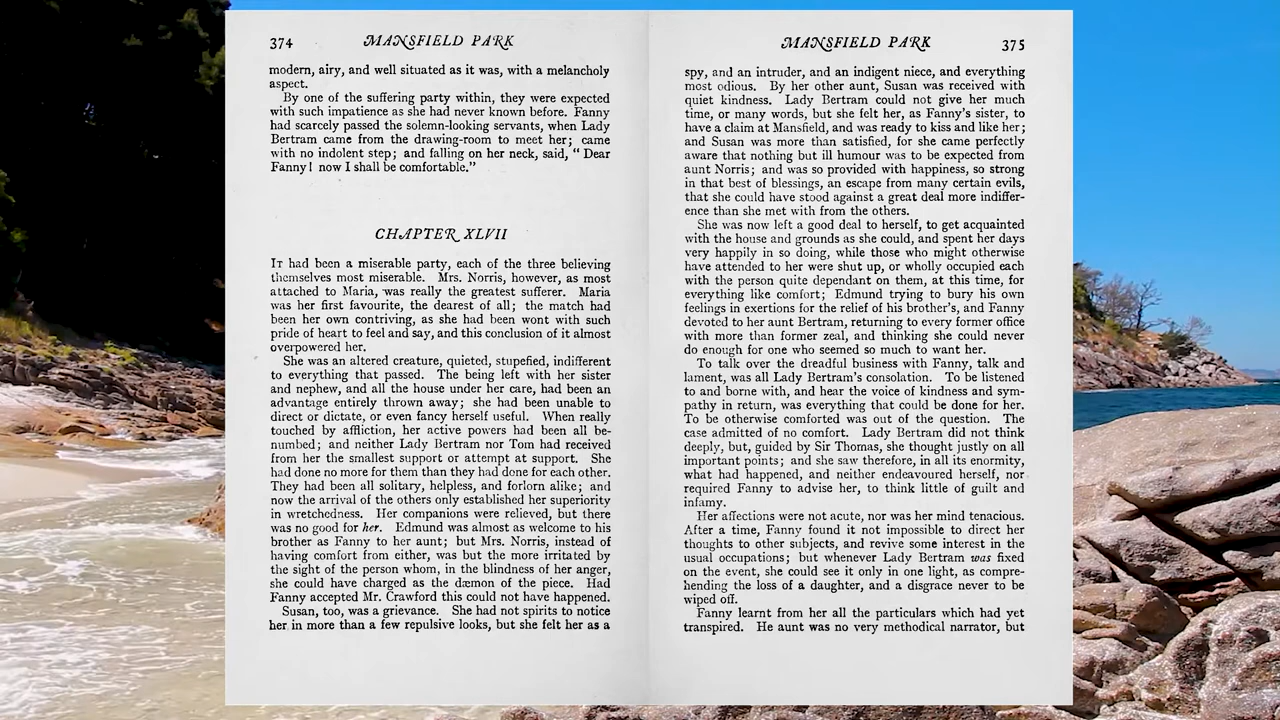 374
MANSFIELD PARK
modern, airy, and well situated as it was, with a melancholy
aspect.
By one of the suffering party within, they were expected
with such impatience as she had never known before. Fanny
had scarcely passed the solemn-looking servants, when Lady
Bertram came from the drawing-room to meet her; came
with no indolent step; and falling on her neck, said, “ Dear
Fanny! now I shall be comfortable.”
CHAPTER XLVII
IT had been a miserable party, each of the three believing
themselves most miserable. Mrs. Norris, however, as most
attached to Maria, was really the greatest sufferer. Maria
was her first favourite, the dearest of all; the match had
been her own contriving, as she had been wont with such
pride of heart to feel and say, and this conclusion of it almost
overpowered her.
She was an altered creature, quieted, stupefied, indifferent
to everything that passed. The being left with her sister
and nephew, and all the house under her care, had been an
advantage entirely thrown away; she had been unable to
direct or dictate, or even fancy herself useful. When really
touched by affliction, her active powers had been all be-
numbed; and neither Lady Bertram nor Tom had received
from her the smallest support or attempt at support. She
had done no more for them than they had done for each other.
They had been all solitary, helpless, and forlorn alike; and
now the arrival of the others only established her superiority
in wretchedness. Her companions were relieved, but there
was no good for her. Edmund was almost as welcome to his
brother as Fanny to her aunt; but Mrs. Norris, instead of
having comfort from either, was but the more irritated by
the sight of the person whom, in the blindness of her anger,
she could have charged as the dæmon of the piece. Had
Fanny accepted Mr. Crawford this could not have happened.
Susan, too, was a grievance. She had not spirits to notice
her in more than a few repulsive looks, but she felt her as a
MANSFIELD PARK
375
spy, and an intruder, and an indigent niece, and everything
most odious. By her other aunt, Susan was received with
quiet kindness. Lady Bertram could not give her much
time, or many words, but she felt her, as Fanny’s sister, to
have a claim at Mansfield, and was ready to kiss and like her;
and Susan was more than satisfied, for she came perfectly
aware that nothing but ill humour was to be expected from
aunt Norris; and was so provided with happiness, so strong
in that best of blessings, an escape from many certain evils,
that she could have stood against a great deal more indiffer-
ence than she met with from the others.
She was now left a good deal to herself, to get acquainted
with the house and grounds as she could, and spent her days
very happily in so doing, while those who might otherwise
have attended to her were shut up, or wholly occupied each
with the person quite dependant on them, at this time, for
everything like comfort; Edmund trying to bury his own
feelings in exertions for the relief of his brother’s, and Fanny
devoted to her aunt Bertram, returning to every former office
with more than former zeal, and thinking she could never
do enough for one who seemed so much to want her.
To talk over the dreadful business with Fanny, talk and
lament, was all Lady Bertram’s consolation. To be listened
to and borne with, and hear the voice of kindness and sym-
pathy in return, was everything that could be done for her.
To be otherwise comforted was out of the question. The
case admitted of no comfort. Lady Bertram did not think
deeply, but, guided by Sir Thomas, she thought justly on all
important points; and she saw therefore, in all its enormity,
what had happened, and neither endeavoured herself, nor
required Fanny to advise her, to think little of guilt and
infamy.
Her affections were not acute, nor was her mind tenacious.
After a time, Fanny found it not impossible to direct her
thoughts to other subjects, and revive some interest in the
usual occupations; but whenever Lady Bertram was fixed
on the event, she could see it only in one light, as compre-
hending the loss of a daughter, and a disgrace never to be
wiped off.
Fanny learnt from her all the particulars which had yet
transpired. He aunt was no very methodical narrator, but